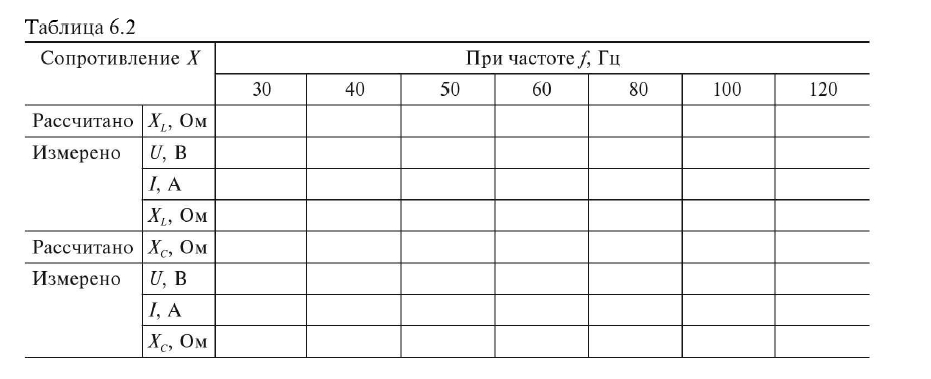 Таблица 6.2
Сопротивление X При частоте f, Гц
30 40 50 60 80 100 120
Рассчитано X_L, Ом
Измерено U, В
I, А
X_L, Ом
Рассчитано X_C, Ом
Измерено U, В
I, А
X_C, Ом